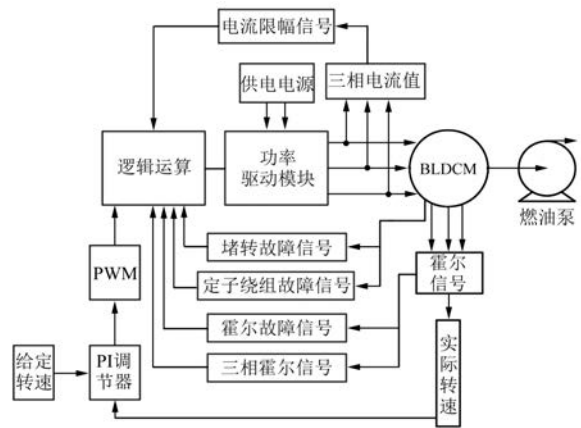 电流限幅信号
供电电源
三相电流值
逻辑运算
功率
驱动模块
BLDCM
燃油泵
堵转故障信号
定子绕组故障信号
霍尔
信号
PWM
霍尔故障信号
三相霍尔信号
给定
转速
PI调
节器
实际转速